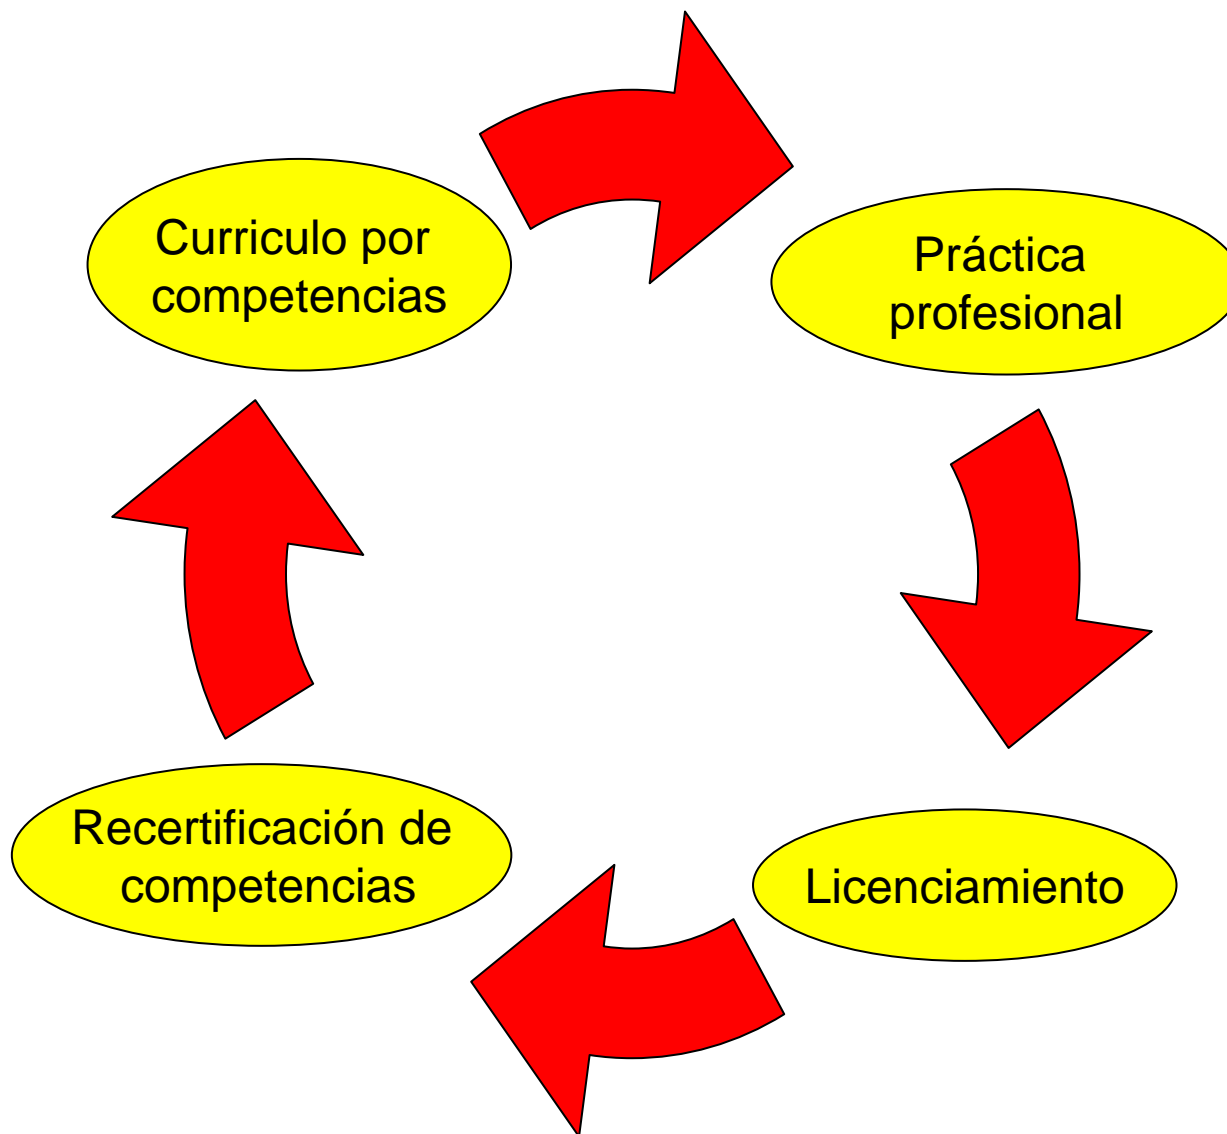 Curriculo por
competencias
Práctica
profesional
Recertificación de
competencias
Licenciamiento